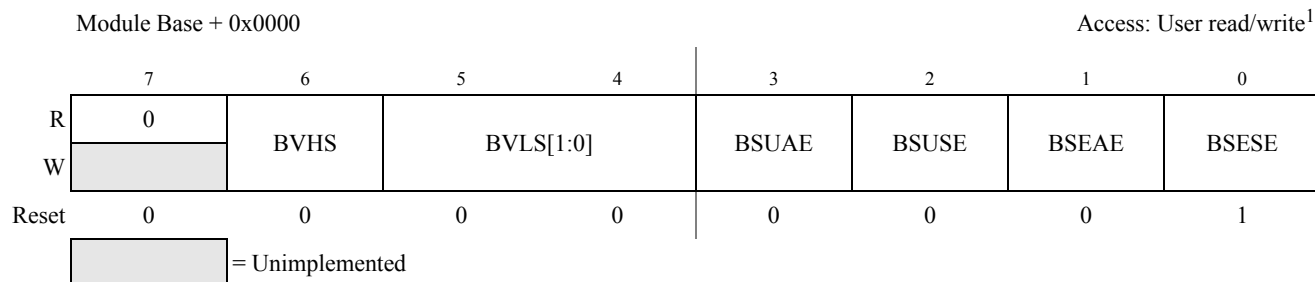 Module Base + 0x0000 Access: User read/write1
7 6 5 4 3 2 1 0
R 0 BVHS BVLS[1:0] BSUAE BSUSE BSEAE BSESE
W
Reset 0 0 0 0 0 0 0 1
= Unimplemented